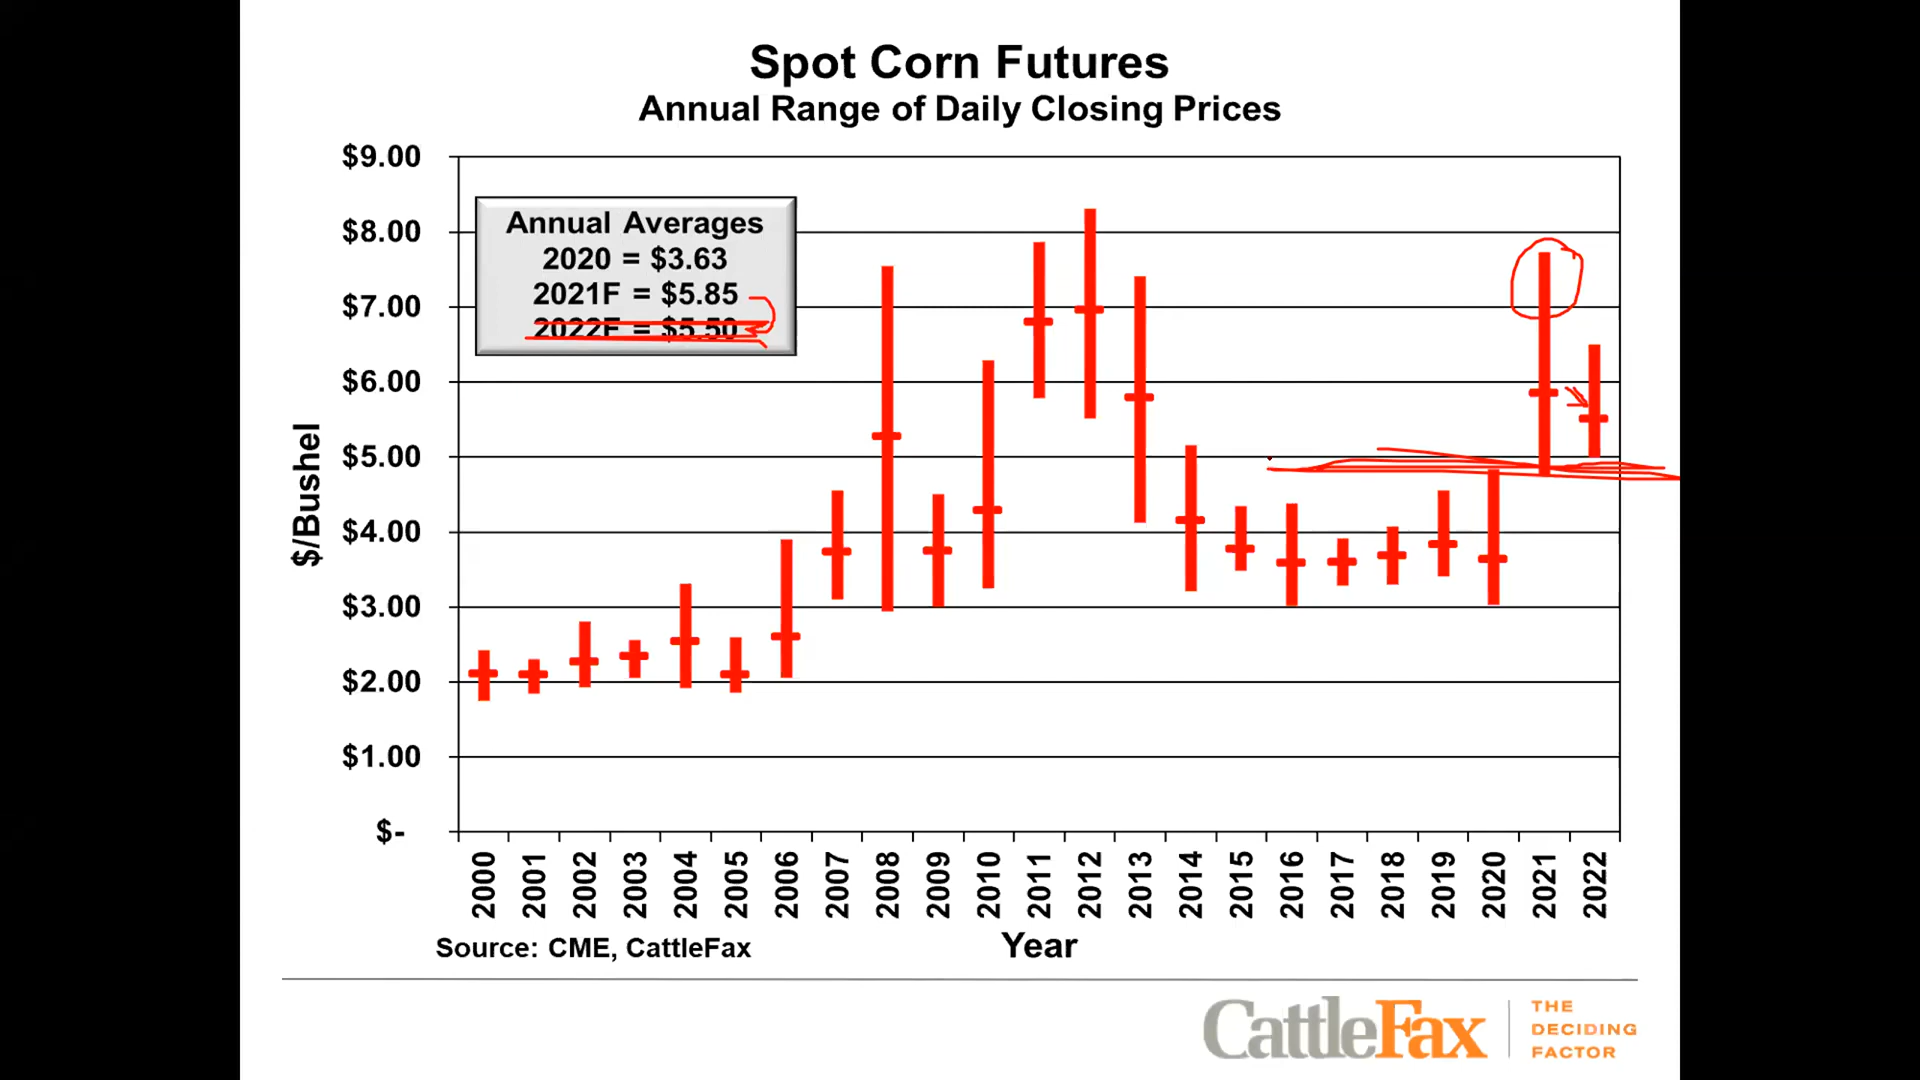 Spot Corn Futures
Annual Range of Daily Closing Prices
$9.00
$8.00
$7.00
$6.00
$5.00
$4.00
$3.00
$2.00
$1.00
$-
$/Bushel
Annual Averages
2020 = $3.63
2021F = $5.85
2022F = $5.50
2000 2001 2002 2003 2004 2005 2006 2007 2008 2009 2010 2011 2012 2013 2014 2015 2016 2017 2018 2019 2020 2021 2022
Year
Source: CME, CattleFax
CattleFax
THE
DECIDING
FACTOR